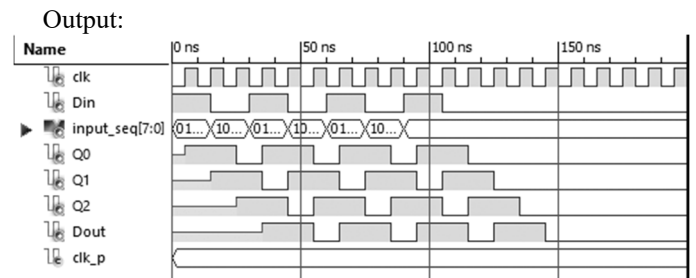 Output:
Name 0 ns 50 ns 100 ns 150 ns
clk
Din
input_seq[7:0] 01... 10... 01... 10... 01... 10...
Q0
Q1
Q2
Dout
clk_p